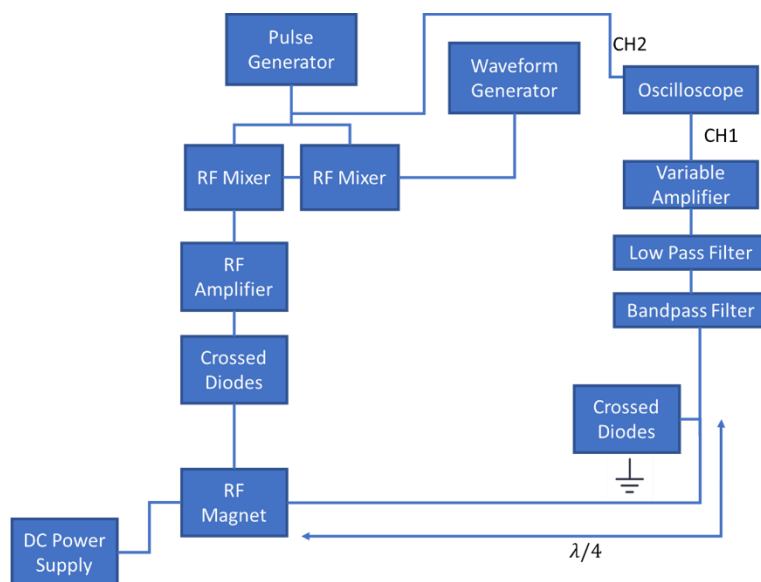 Pulse
Generator
CH2
Waveform
Generator
Oscilloscope
CH1
RF Mixer
RF Mixer
Variable
Amplifier
RF
Amplifier
Low Pass Filter
Bandpass Filter
Crossed
Diodes
Crossed
Diodes
RF
Magnet
DC Power
Supply
λ/4